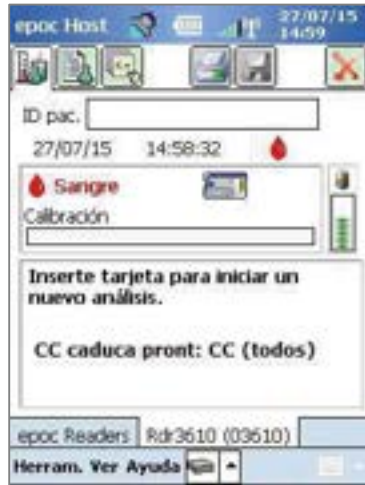 epoc Host
27/07/15
14:59
ID pac.
27/07/15 14:58:32
Sangre
Calibración
Inserte tarjeta para iniciar un
nuevo análisis.
CC caduca pront: CC (todos)
epoc Readers Rdr3610 (03610)
Herram. Ver Ayuda